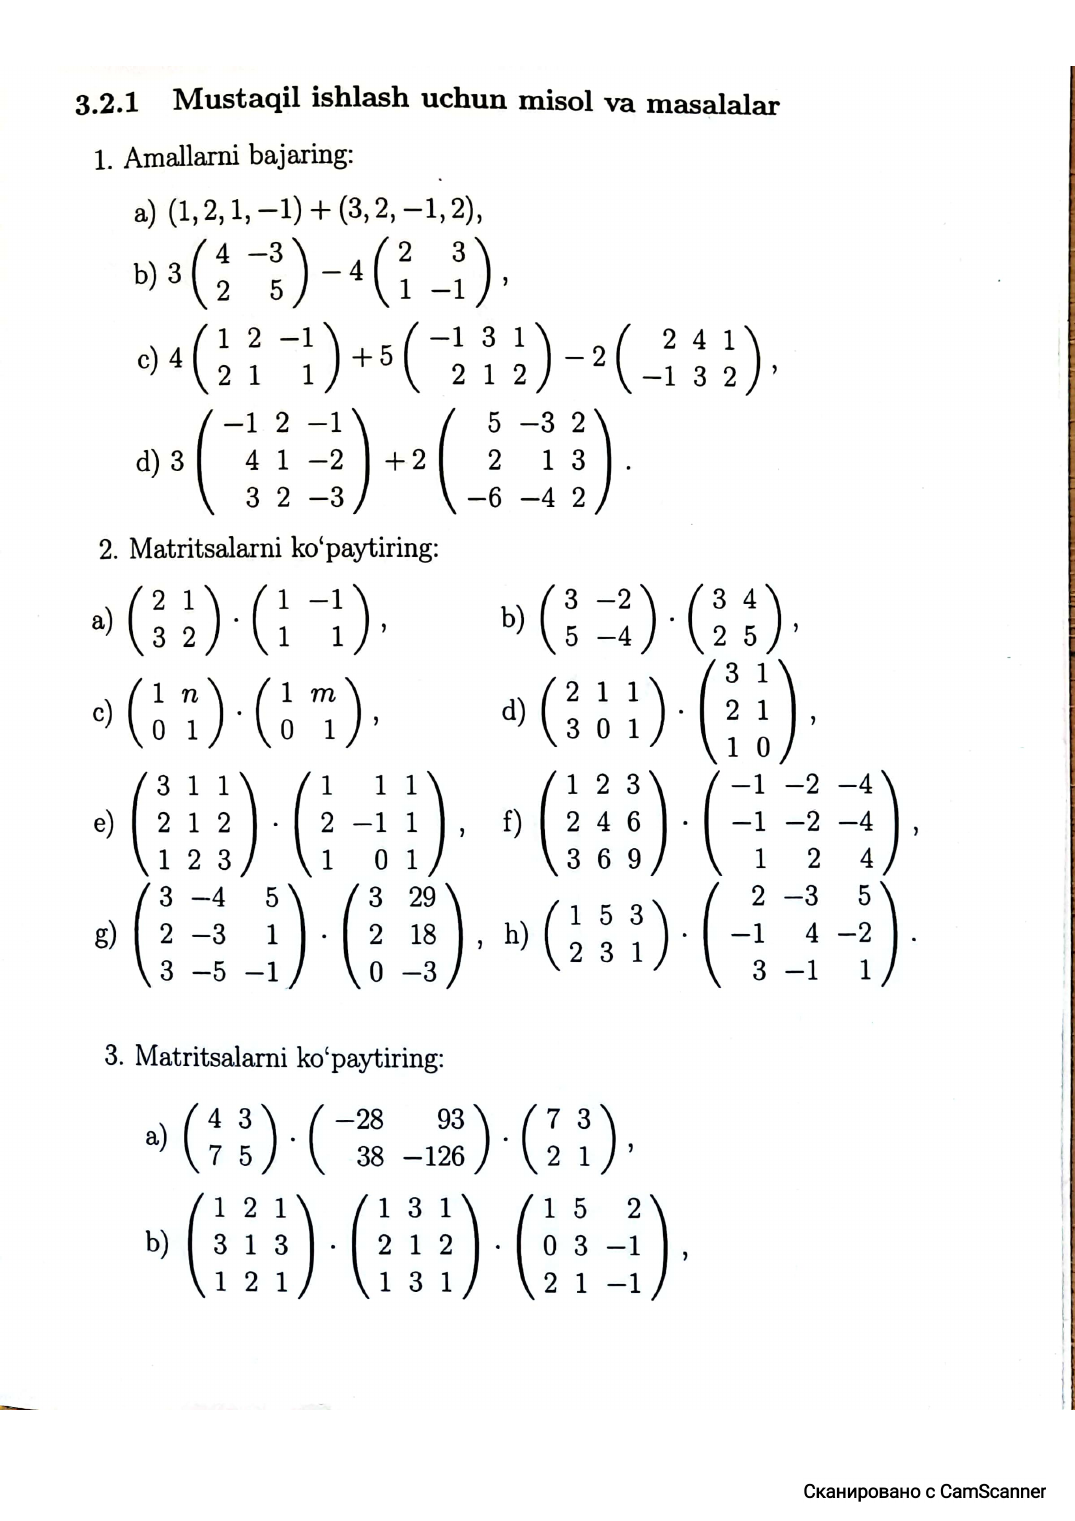 3.2.1 Mustaqil ishlash uchun misol va masalalar
1. Amallarni bajaring:
a) (1, 2, 1, −1) + (3, 2, −1, 2),
b) 3 ( 4 −3 ; 2 5 ) − 4 ( 2 3 ; 1 −1 ),
c) 4 ( 1 2 −1 ; 2 1 1 ) + 5 ( −1 3 1 ; 2 1 2 ) − 2 ( 2 4 1 ; −1 3 2 ),
d) 3 ( −1 2 −1 ; 4 1 −2 ; 3 2 −3 ) + 2 ( 5 −3 2 ; 2 1 3 ; −6 −4 2 ).
2. Matritsalarni ko‘paytiring:
a) ( 2 1 ; 3 2 ) · ( 1 −1 ; 1 1 ), b) ( 3 −2 ; 5 −4 ) · ( 3 4 ; 2 5 ),
c) ( 1 n ; 0 1 ) · ( 1 m ; 0 1 ), d) ( 2 1 1 ; 3 0 1 ) · ( 3 1 ; 2 1 ; 1 0 ),
e) ( 3 1 1 ; 2 1 2 ; 1 2 3 ) · ( 1 1 1 ; 2 −1 1 ; 1 0 1 ), f) ( 1 2 3 ; 2 4 6 ; 3 6 9 ) · ( −1 −2 −4 ; −1 −2 −4 ; 1 2 4 ),
g) ( 3 −4 5 ; 2 −3 1 ; 3 −5 −1 ) · ( 3 29 ; 2 18 ; 0 −3 ), h) ( 1 5 3 ; 2 3 1 ) · ( 2 −3 5 ; −1 4 −2 ; 3 −1 1 ).
3. Matritsalarni ko‘paytiring:
a) ( 4 3 ; 7 5 ) · ( −28 93 ; 38 −126 ) · ( 7 3 ; 2 1 ),
b) ( 1 2 1 ; 3 1 3 ; 1 2 1 ) · ( 1 3 1 ; 2 1 2 ; 1 3 1 ) · ( 1 5 2 ; 0 3 −1 ; 2 1 −1 ),
Сканировано с CamScanner